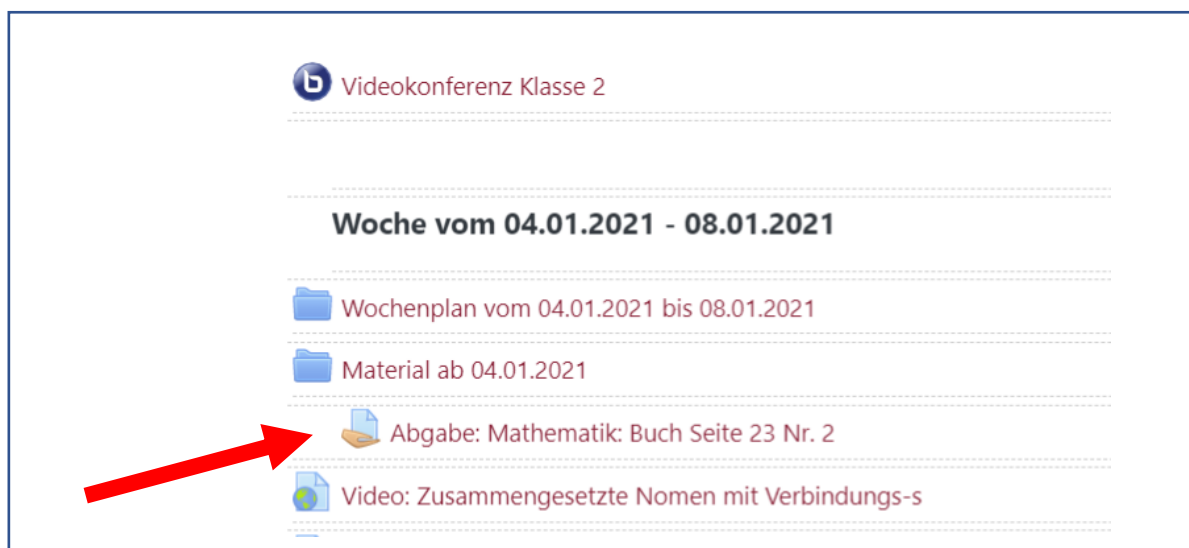 Videokonferenz Klasse 2
Woche vom 04.01.2021 - 08.01.2021
Wochenplan vom 04.01.2021 bis 08.01.2021
Material ab 04.01.2021
Abgabe: Mathematik: Buch Seite 23 Nr. 2
Video: Zusammengesetzte Nomen mit Verbindungs-s